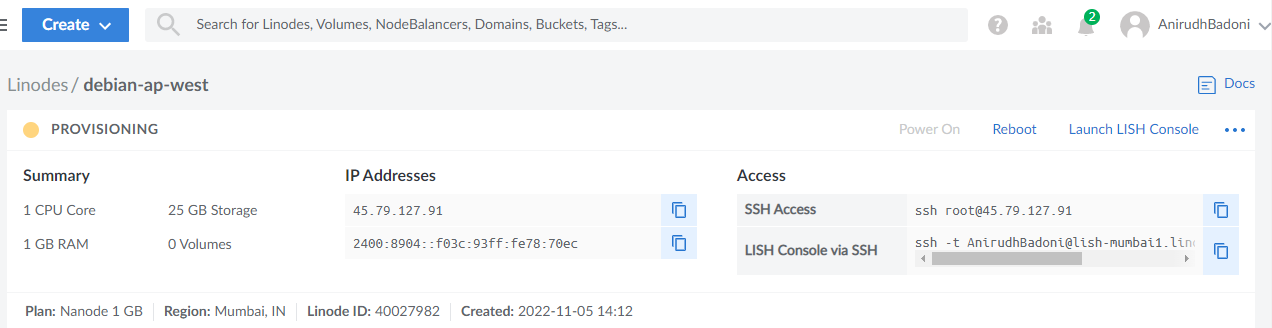 Create Search for Linodes, Volumes, NodeBalancers, Domains, Buckets, Tags... 2 AnirudhBadoni
Linodes / debian-ap-west Docs
PROVISIONING Power On Reboot Launch LISH Console
Summary IP Addresses Access
1 CPU Core 25 GB Storage 45.79.127.91 SSH Access ssh root@45.79.127.91
1 GB RAM 0 Volumes 2400:8904::f03c:93ff:fe78:70ec LISH Console via SSH ssh -t AnirudhBadoni@lish-mumbai1.lino
Plan: Nanode 1 GB Region: Mumbai, IN Linode ID: 40027982 Created: 2022-11-05 14:12